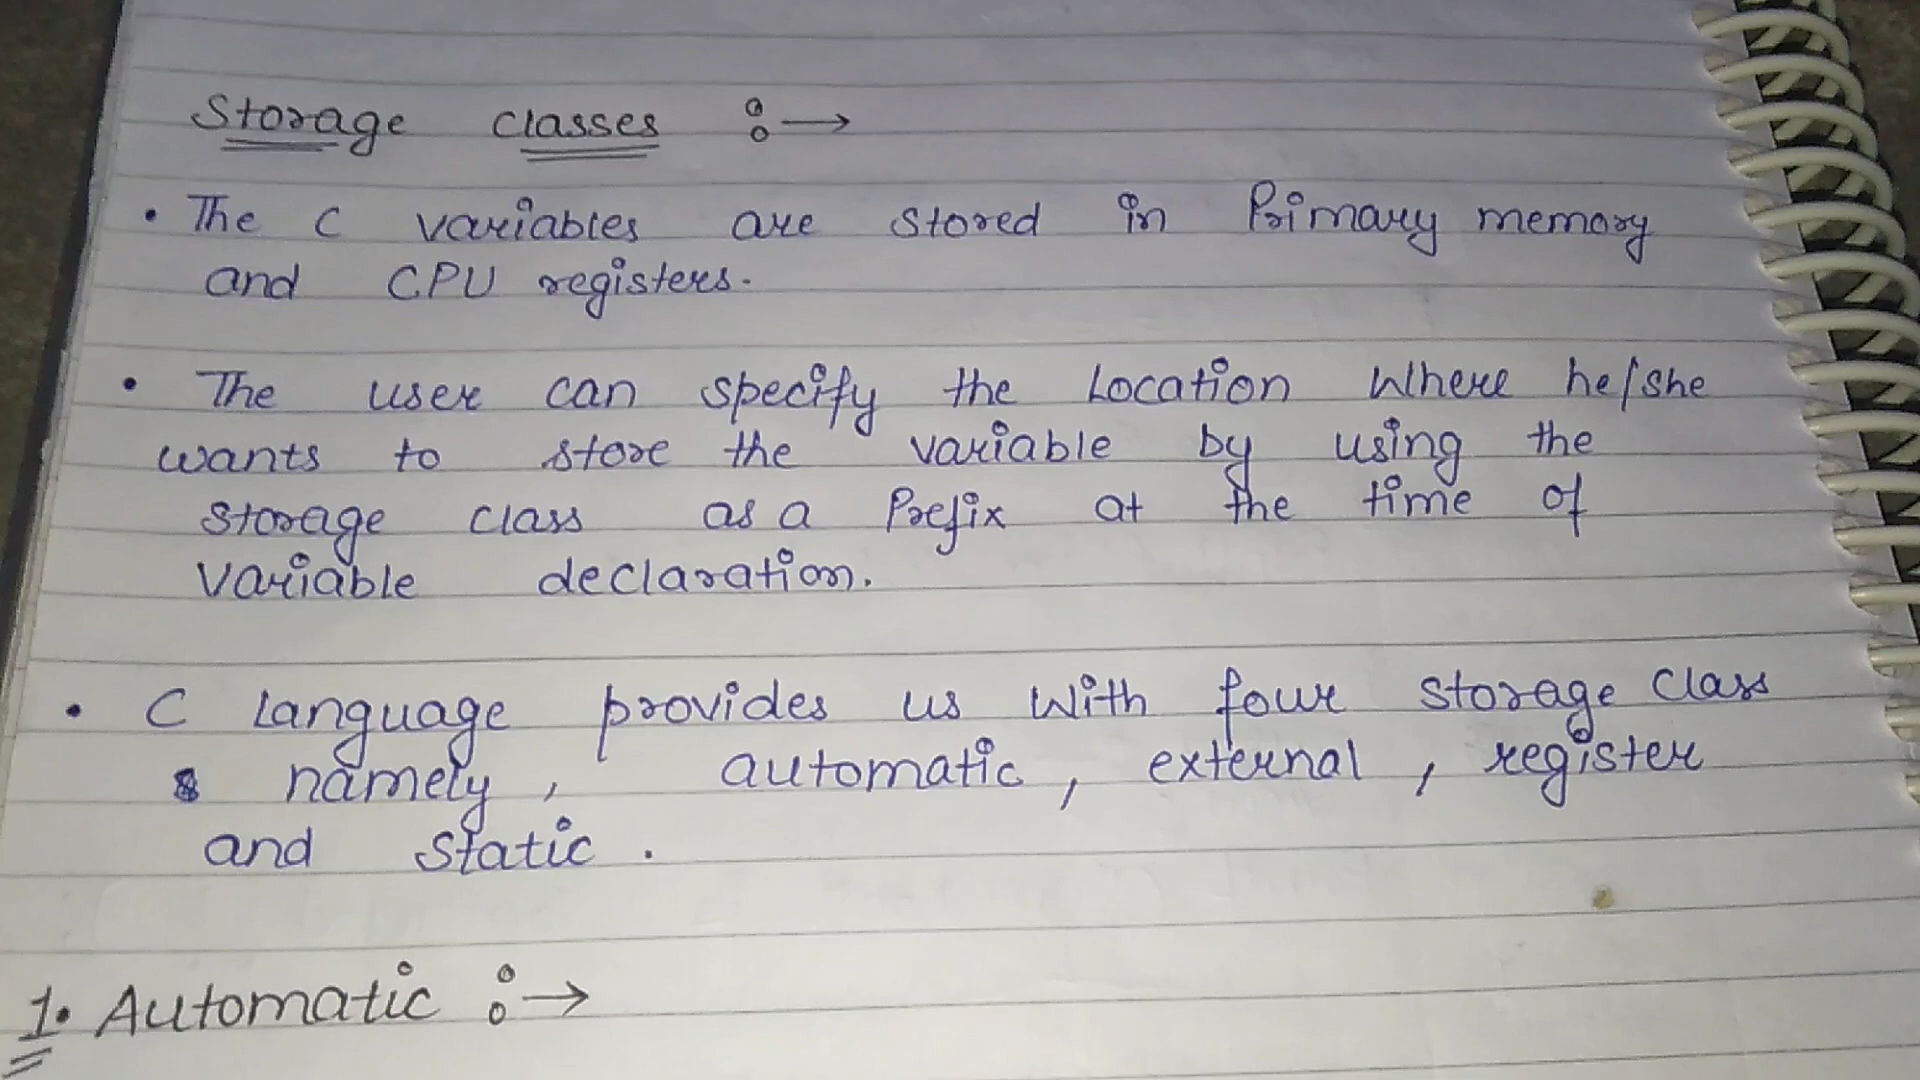 Storage classes :→
• The C variables are stored in Primary memory
and CPU registers.
• The user can specify the Location Where he/she
wants to store the variable by using the
storage class as a Prefix at the time of
Variable declaration.
• C Language provides us With four storage Class
namely, automatic, external, register
and static.
1. Automatic :→